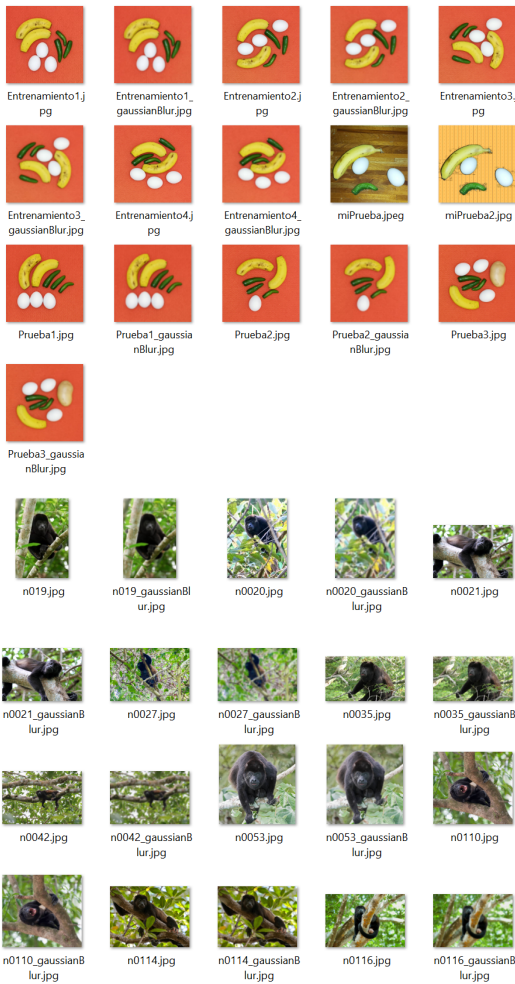 Entrenamiento1.j
pg
Entrenamiento1_
gaussianBlur.jpg
Entrenamiento2.j
pg
Entrenamiento2_
gaussianBlur.jpg
Entrenamiento3.
pg
Entrenamiento3_
gaussianBlur.jpg
Entrenamiento4.j
pg
Entrenamiento4_
gaussianBlur.jpg
miPrueba.jpeg
miPrueba2.jpg
Prueba1.jpg
Prueba1_gaussia
nBlur.jpg
Prueba2.jpg
Prueba2_gaussia
nBlur.jpg
Prueba3.jpg
Prueba3_gaussia
nBlur.jpg
n019.jpg
n019_gaussianBl
ur.jpg
n0020.jpg
n0020_gaussianB
lur.jpg
n0021.jpg
n0021_gaussianB
lur.jpg
n0027.jpg
n0027_gaussianB
lur.jpg
n0035.jpg
n0035_gaussianB
lur.jpg
n0042.jpg
n0042_gaussianB
lur.jpg
n0053.jpg
n0053_gaussianB
lur.jpg
n0110.jpg
n0110_gaussianB
lur.jpg
n0114.jpg
n0114_gaussianB
lur.jpg
n0116.jpg
n0116_gaussianB
lur.jpg